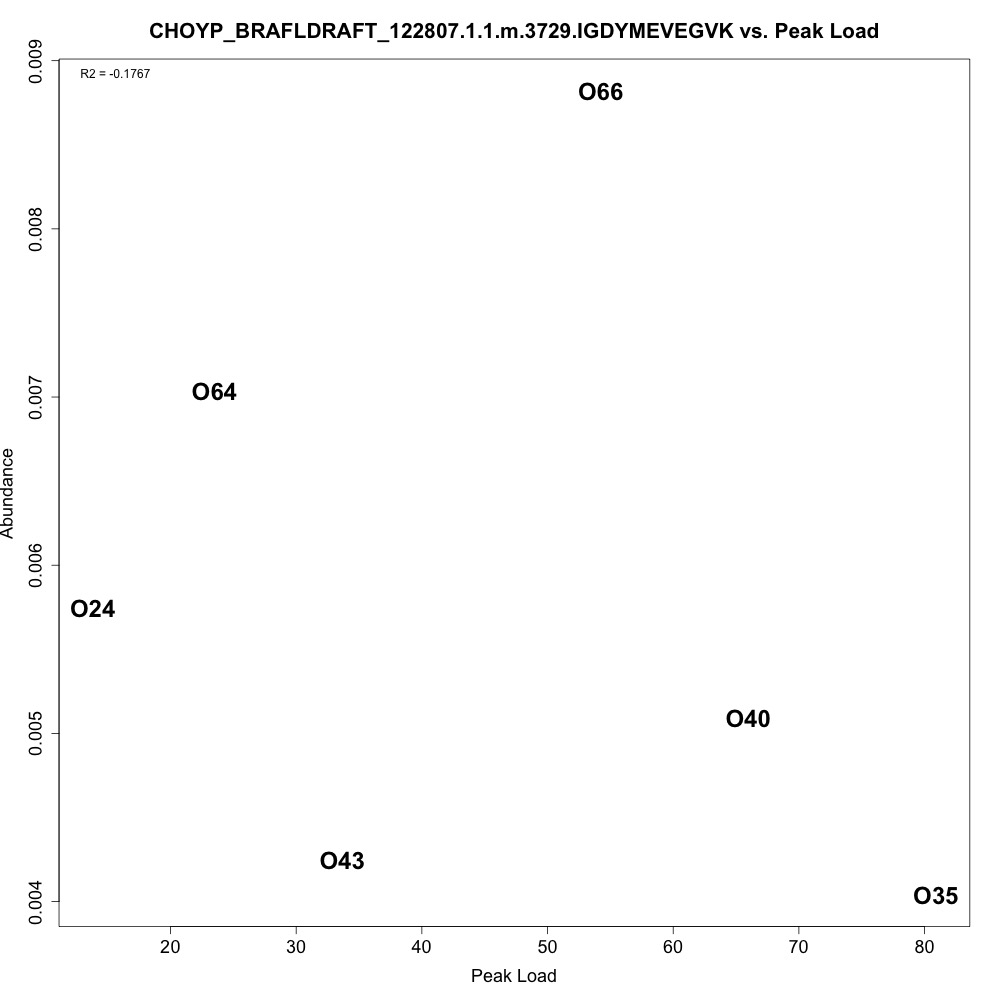 CHOYP_BRAFLDRAFT_122807.1.1.m.3729.IGDYMEVEGVK vs. Peak Load
R2 = -0.1767
0.009
O66
0.008
0.007
O64
Abundance
0.006
O24
0.005
O40
O43
0.004
O35
20 30 40 50 60 70 80
Peak Load